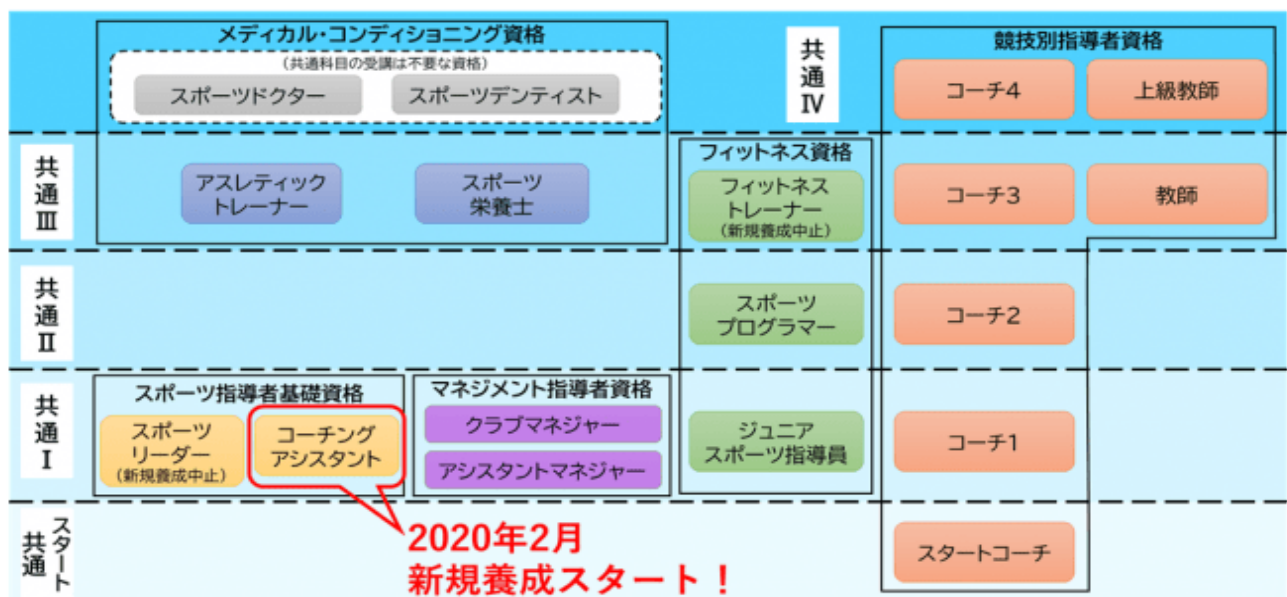 メディカル・コンディショニング資格
(共通科目の受講は不要な資格)
スポーツドクター
スポーツデンティスト
共通Ⅳ
競技別指導者資格
コーチ4
上級教師
共通Ⅲ
アスレティック
トレーナー
スポーツ
栄養士
フィットネス資格
フィットネス
トレーナー
(新規養成中止)
コーチ3
教師
共通Ⅱ
スポーツ
プログラマー
コーチ2
共通Ⅰ
スポーツ指導者基礎資格
スポーツ
リーダー
(新規養成中止)
コーチング
アシスタント
マネジメント指導者資格
クラブマネジャー
アシスタントマネジャー
ジュニア
スポーツ指導員
コーチ1
スタート
共通
2020年2月
新規養成スタート！
スタートコーチ